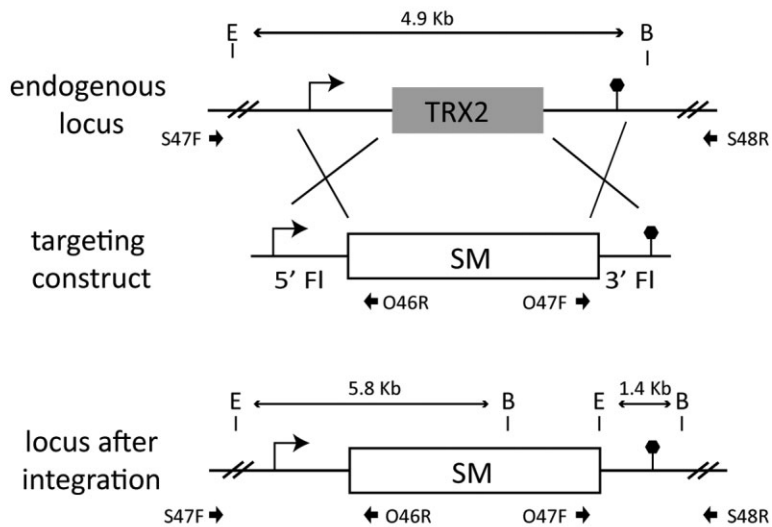 4.9 Kb
E B
endogenous
locus
TRX2
S47F S48R
targeting
construct
SM
5' Fl 3' Fl
O46R O47F
5.8 Kb 1.4 Kb
E B E B
locus after
integration
SM
S47F O46R O47F S48R